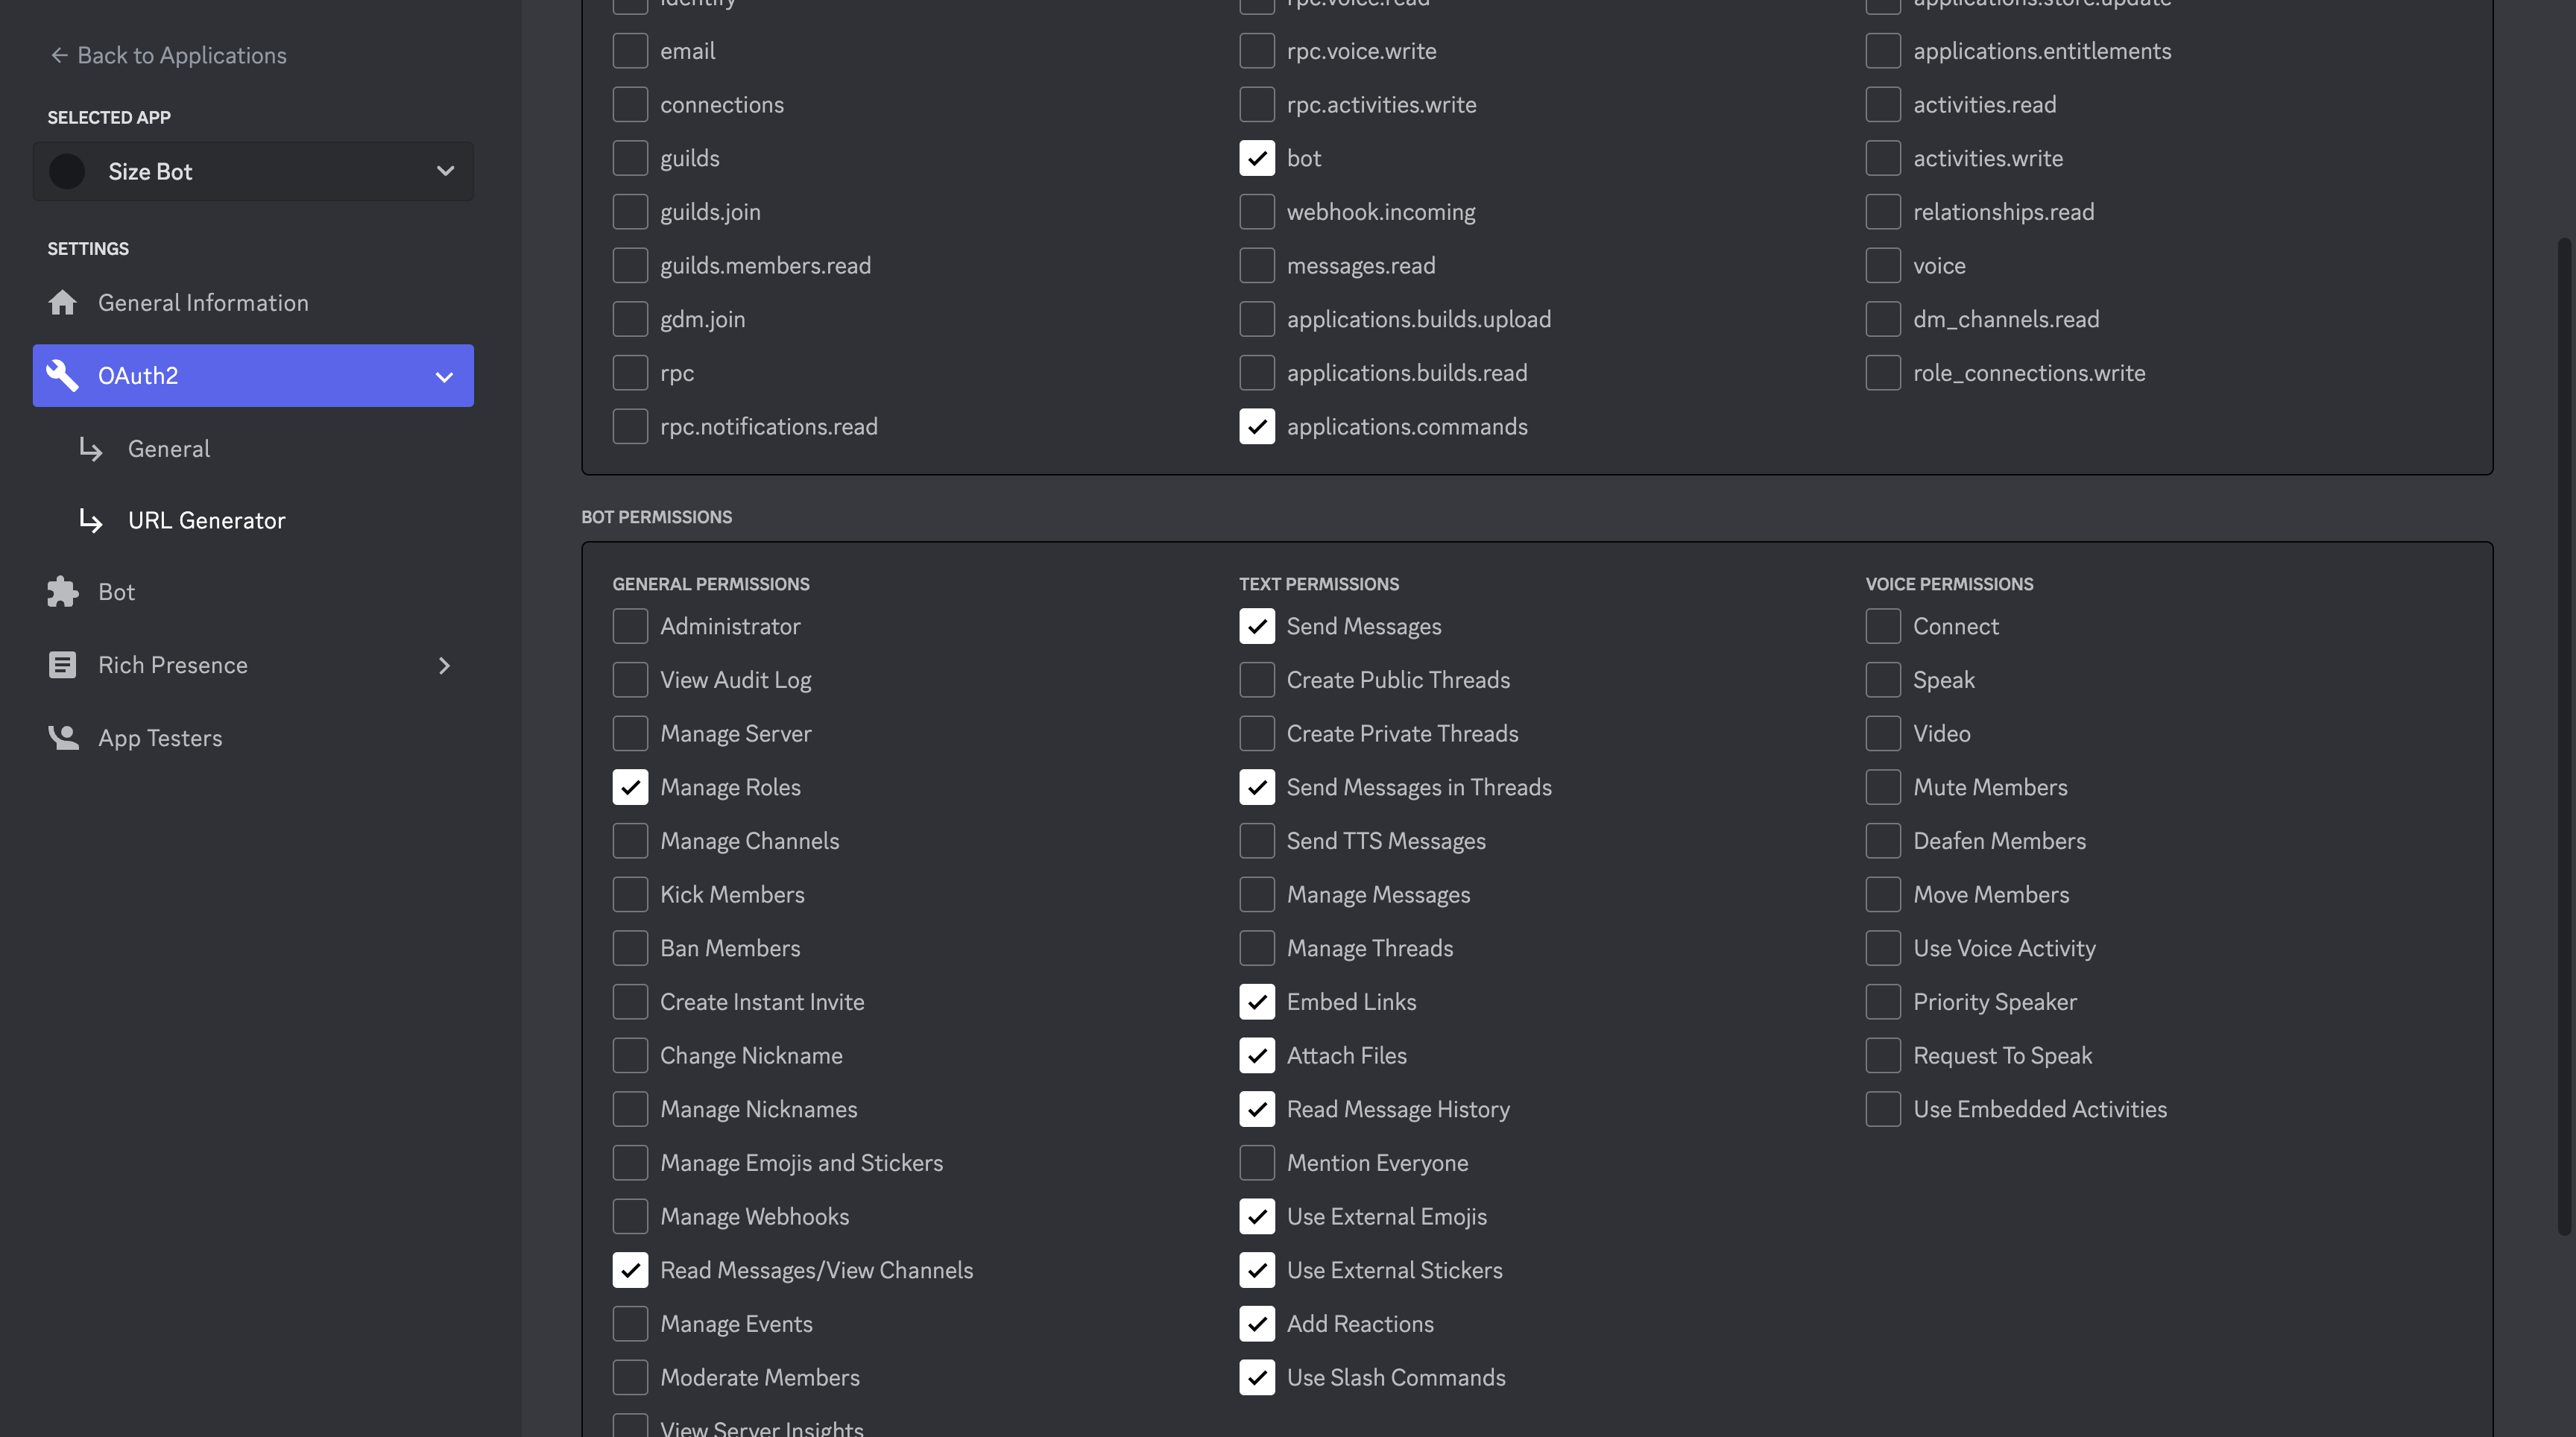 Back to Applications
SELECTED APP
Size Bot
SETTINGS
General Information
OAuth2
General
URL Generator
Bot
Rich Presence
App Testers
identify
email
connections
guilds
guilds.join
guilds.members.read
gdm.join
rpc
rpc.notifications.read
rpc.voice.read
rpc.voice.write
rpc.activities.write
bot
webhook.incoming
messages.read
applications.builds.upload
applications.builds.read
applications.commands
applications.store.update
applications.entitlements
activities.read
activities.write
relationships.read
voice
dm_channels.read
role_connections.write
BOT PERMISSIONS
GENERAL PERMISSIONS
Administrator
View Audit Log
Manage Server
Manage Roles
Manage Channels
Kick Members
Ban Members
Create Instant Invite
Change Nickname
Manage Nicknames
Manage Emojis and Stickers
Manage Webhooks
Read Messages/View Channels
Manage Events
Moderate Members
View Server Insights
TEXT PERMISSIONS
Send Messages
Create Public Threads
Create Private Threads
Send Messages in Threads
Send TTS Messages
Manage Messages
Manage Threads
Embed Links
Attach Files
Read Message History
Mention Everyone
Use External Emojis
Use External Stickers
Add Reactions
Use Slash Commands
VOICE PERMISSIONS
Connect
Speak
Video
Mute Members
Deafen Members
Move Members
Use Voice Activity
Priority Speaker
Request To Speak
Use Embedded Activities